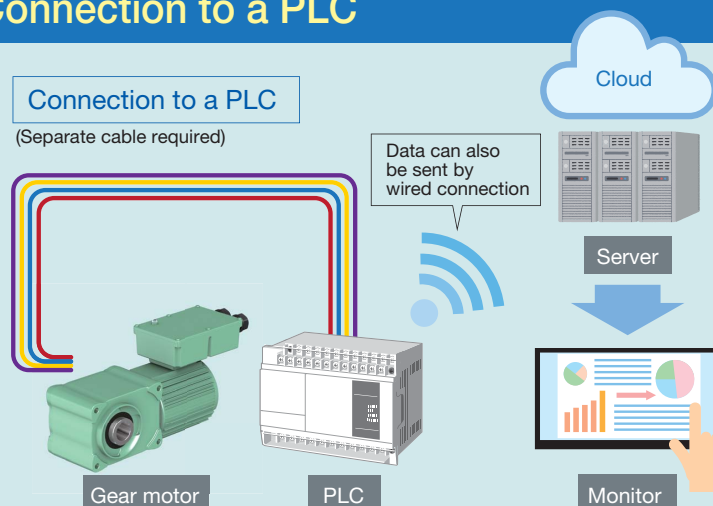 Connection to a PLC
Cloud
Connection to a PLC
(Separate cable required)
Data can also
be sent by
wired connection
Server
Gear motor
PLC
Monitor